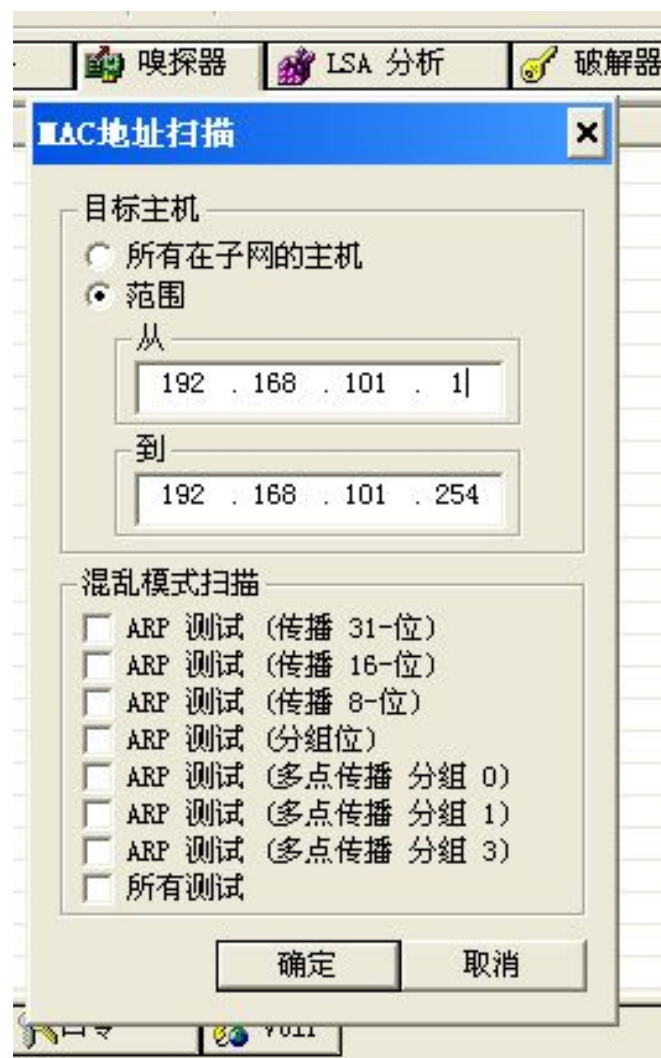 嗅探器
LSA 分析
破解器
MAC地址扫描
目标主机
所有在子网的主机
范围
从
192 . 168 . 101 . 1
到
192 . 168 . 101 . 254
混乱模式扫描
ARP 测试 (传播 31-位)
ARP 测试 (传播 16-位)
ARP 测试 (传播 8-位)
ARP 测试 (分组位)
ARP 测试 (多点传播 分组 0)
ARP 测试 (多点传播 分组 1)
ARP 测试 (多点传播 分组 3)
所有测试
确定
取消